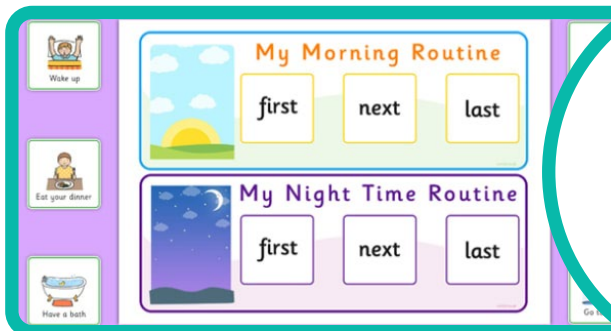 Wake up
Eat your dinner
Have a bath
My Morning Routine
first next last
My Night Time Routine
first next last
Go